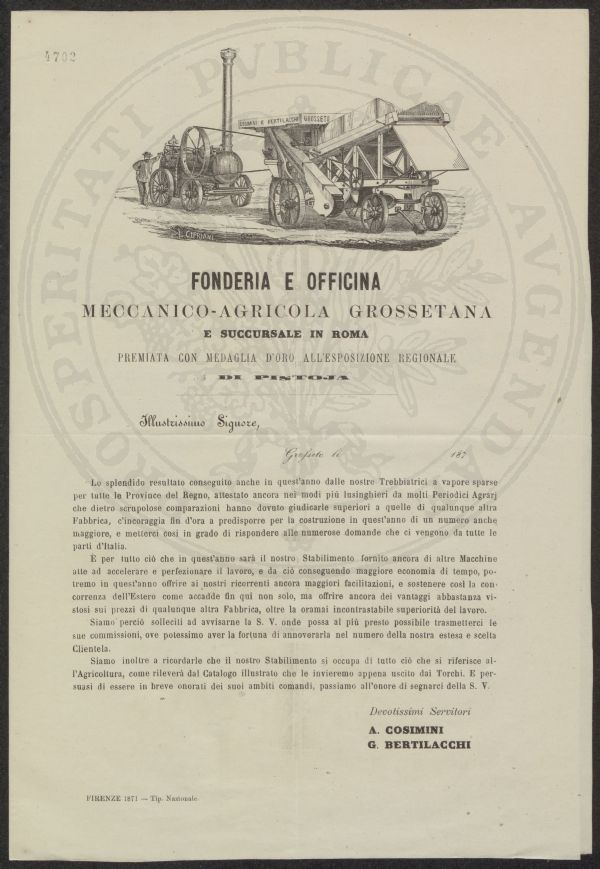 4702
PROSPERITATI PVBLICAE AVGENDAE
COSIMINI E BERTILACCHI GROSSETO
L. CIPRIANI
FONDERIA E OFFICINA
MECCANICO-AGRICOLA GROSSETANA
E SUCCURSALE IN ROMA
PREMIATA CON MEDAGLIA D'ORO ALL'ESPOSIZIONE REGIONALE
DI PISTOJA
Illustrissimo Signore,
Grosseto li 187
Lo splendido resultato conseguito anche in quest'anno dalle nostre Trebbiatrici a vapore sparse
per tutte le Province del Regno, attestato ancora nei modi più lusinghieri da molti Periodici Agrarj
che dietro scrupolose comparazioni hanno dovuto giudicarle superiori a quelle di qualunque altra
Fabbrica, c'incoraggia fin d'ora a predisporre per la costruzione in quest'anno di un numero anche
maggiore, e metterci così in grado di rispondere alle numerose domande che ci vengono da tutte le
parti d'Italia.
E per tutto ciò che in quest'anno sarà il nostro Stabilimento fornito ancora di altre Macchine
atte ad accelerare e perfezionare il lavoro, e da ciò conseguendo maggiore economia di tempo, po-
tremo in quest'anno offrire ai nostri ricorrenti ancora maggiori facilitazioni, e sostenere così la con-
correnza dell'Estero come accadde fin qui non solo, ma offrire ancora dei vantaggi abbastanza vi-
stosi sui prezzi di qualunque altra Fabbrica, oltre la oramai incontrastabile superiorità del lavoro.
Siamo perciò solleciti ad avvisarne la S. V. onde possa al più presto possibile trasmetterci le
sue commissioni, ove potessimo aver la fortuna di annoverarla nel numero della nostra estesa e scelta
Clientela.
Siamo inoltre a ricordarle che il nostro Stabilimento si occupa di tutto ciò che si riferisce al-
l'Agricoltura, come rileverà dal Catalogo illustrato che le invieremo appena uscito dai Torchi. E per-
suasi di essere in breve onorati dei suoi ambiti comandi, passiamo all'onore di segnarci della S. V.
Devotissimi Servitori
A. COSIMINI
G. BERTILACCHI
FIRENZE 1871 — Tip. Nazionale